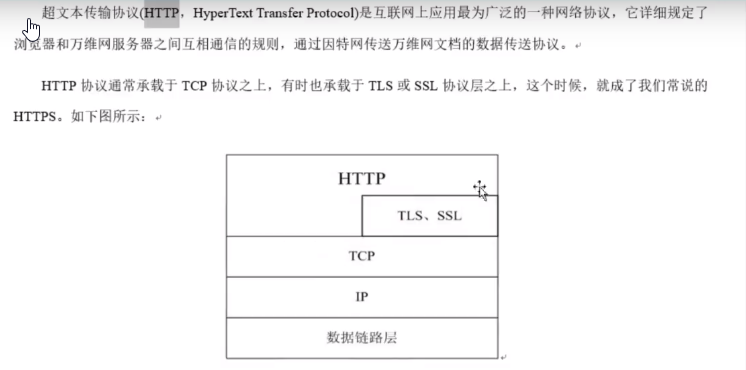 超文本传输协议(HTTP，HyperText Transfer Protocol)是互联网上应用最为广泛的一种网络协议，它详细规定了
浏览器和万维网服务器之间互相通信的规则，通过因特网传送万维网文档的数据传送协议。
HTTP 协议通常承载于 TCP 协议之上，有时也承载于 TLS 或 SSL 协议层之上，这个时候，就成了我们常说的
HTTPS。如下图所示：
HTTP
TLS、SSL
TCP
IP
数据链路层